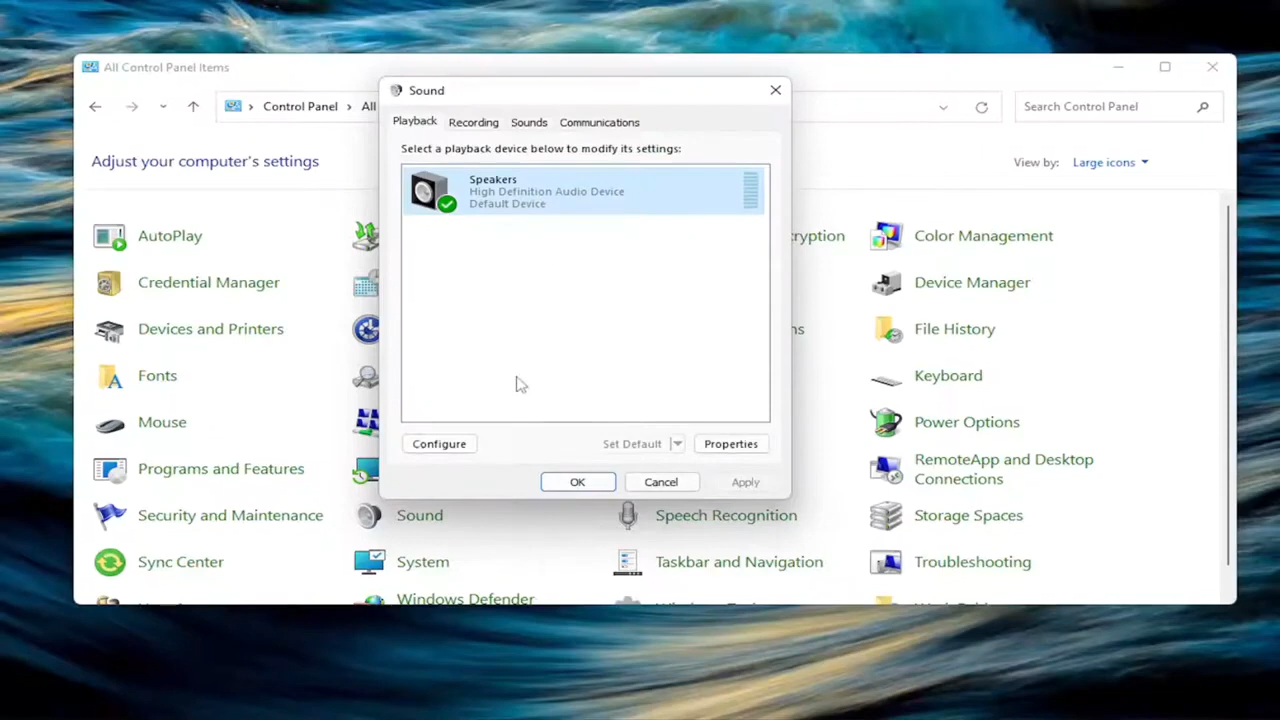 All Control Panel Items
Control Panel
All
Search Control Panel
Adjust your computer's settings
View by:
Large icons
Sound
Playback
Recording
Sounds
Communications
Select a playback device below to modify its settings:
Speakers
High Definition Audio Device
Default Device
Configure
Set Default
Properties
OK
Cancel
Apply
AutoPlay
Color Management
Credential Manager
Device Manager
Devices and Printers
File History
Fonts
Keyboard
Mouse
Power Options
Programs and Features
RemoteApp and Desktop
Connections
Security and Maintenance
Sound
Speech Recognition
Storage Spaces
Sync Center
System
Taskbar and Navigation
Troubleshooting
Windows Defender